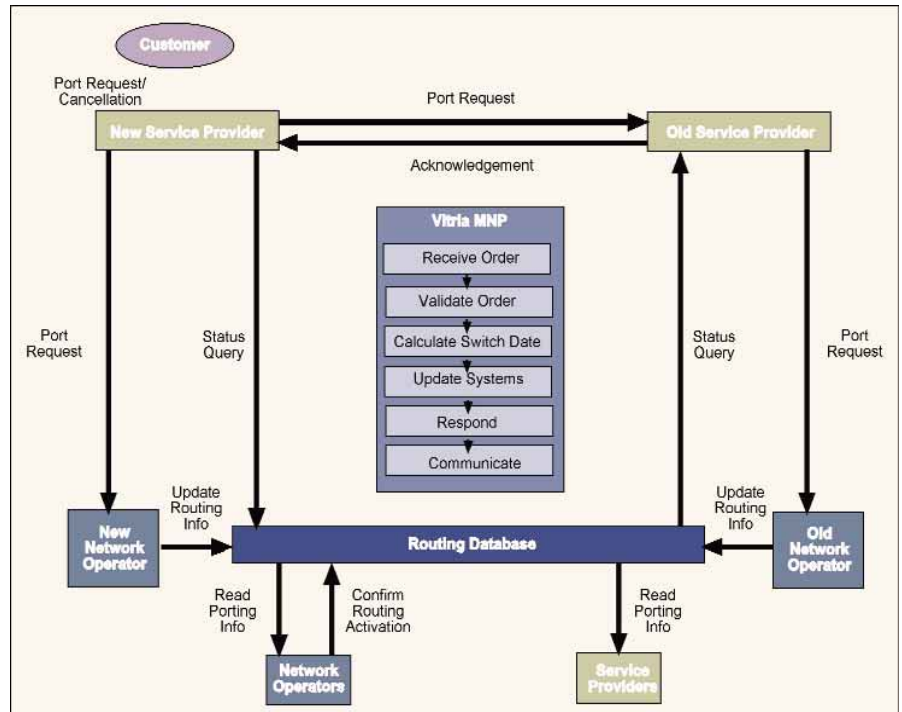 Customer
Port Request/
Cancellation
New Service Provider
Port Request
Old Service Provider
Acknowledgement
Vitria MNP
Receive Order
Validate Order
Calculate Switch Date
Update Systems
Respond
Communicate
Port
Request
Status
Query
Status
Query
Port
Request
Update
Routing
Info
Update
Routing
Info
New
Network
Operator
Routing Database
Old
Network
Operator
Read
Porting
Info
Confirm
Routing
Activation
Read
Porting
Info
Network
Operators
Service
Providers